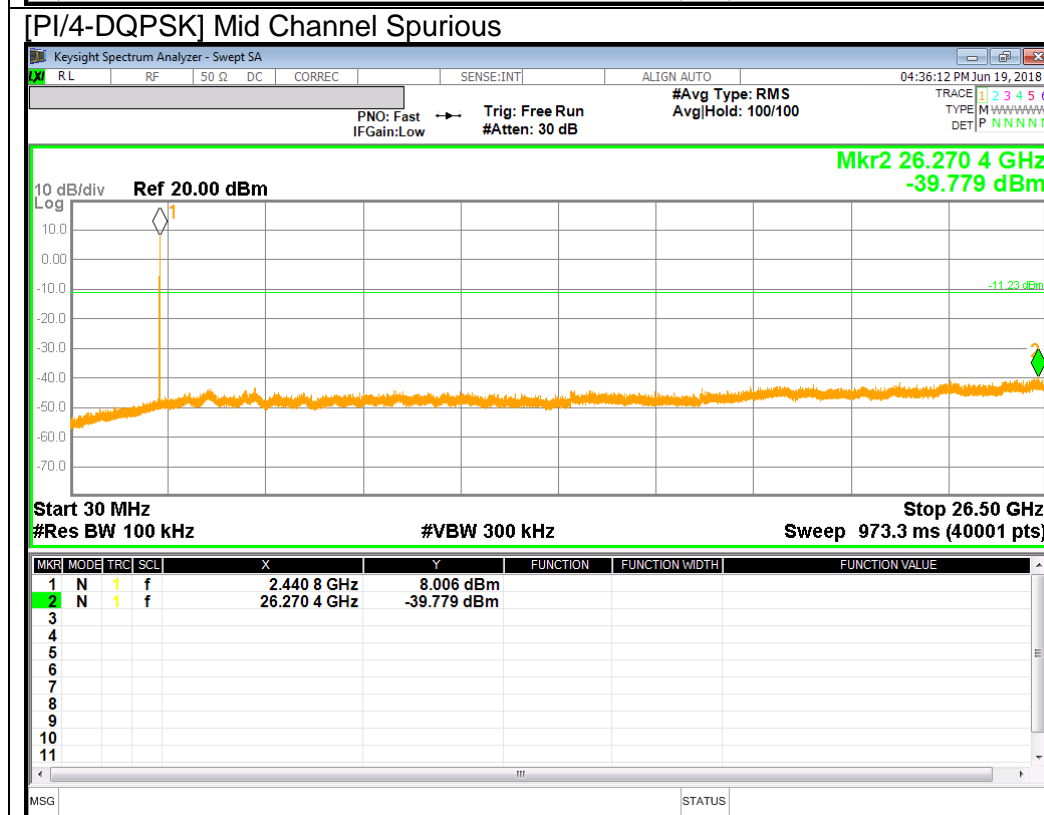 [PI/4-DQPSK] Mid Channel Spurious
Keysight Spectrum Analyzer - Swept SA
LXI RL RF 50 Ω DC CORREC SENSE:INT ALIGN AUTO 04:36:12 PM Jun 19, 2018
PNO: Fast IFGain:Low
Trig: Free Run
#Atten: 30 dB
#Avg Type: RMS
Avg|Hold: 100/100
TRACE 1 2 3 4 5 6
TYPE M WWWWW
DET P N N N N N
Mkr2 26.270 4 GHz
-39.779 dBm
10 dB/div Ref 20.00 dBm
Log
1
10.0
0.00
-10.0
-11.23 dBm
-20.0
-30.0
2
-40.0
-50.0
-60.0
-70.0
Start 30 MHz Stop 26.50 GHz
#Res BW 100 kHz #VBW 300 kHz Sweep 973.3 ms (40001 pts)
MKR MODE TRC SCL X Y FUNCTION FUNCTION WIDTH FUNCTION VALUE
1 N 1 f 2.440 8 GHz 8.006 dBm
2 N 1 f 26.270 4 GHz -39.779 dBm
3
4
5
6
7
8
9
10
11
MSG STATUS